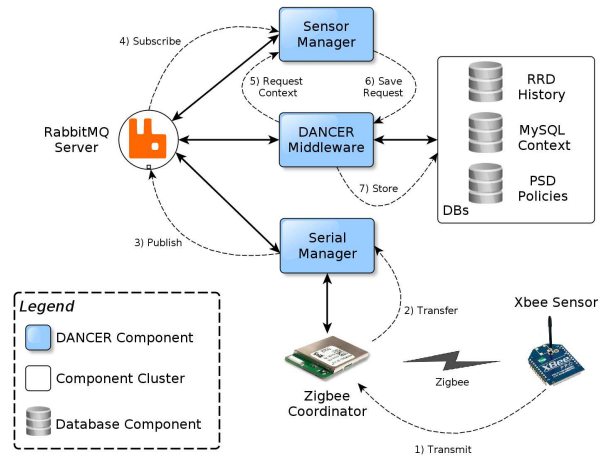 4) Subscribe
Sensor
Manager
5) Request
Context
6) Save
Request
RRD
History
RabbitMQ
Server
DANCER
Middleware
MySQL
Context
7) Store
PSD
Policies
DBs
3) Publish
Serial
Manager
2) Transfer
Xbee Sensor
XBee
Zigbee
Zigbee
Coordinator
1) Transmit
Legend
DANCER Component
Component Cluster
Database Component